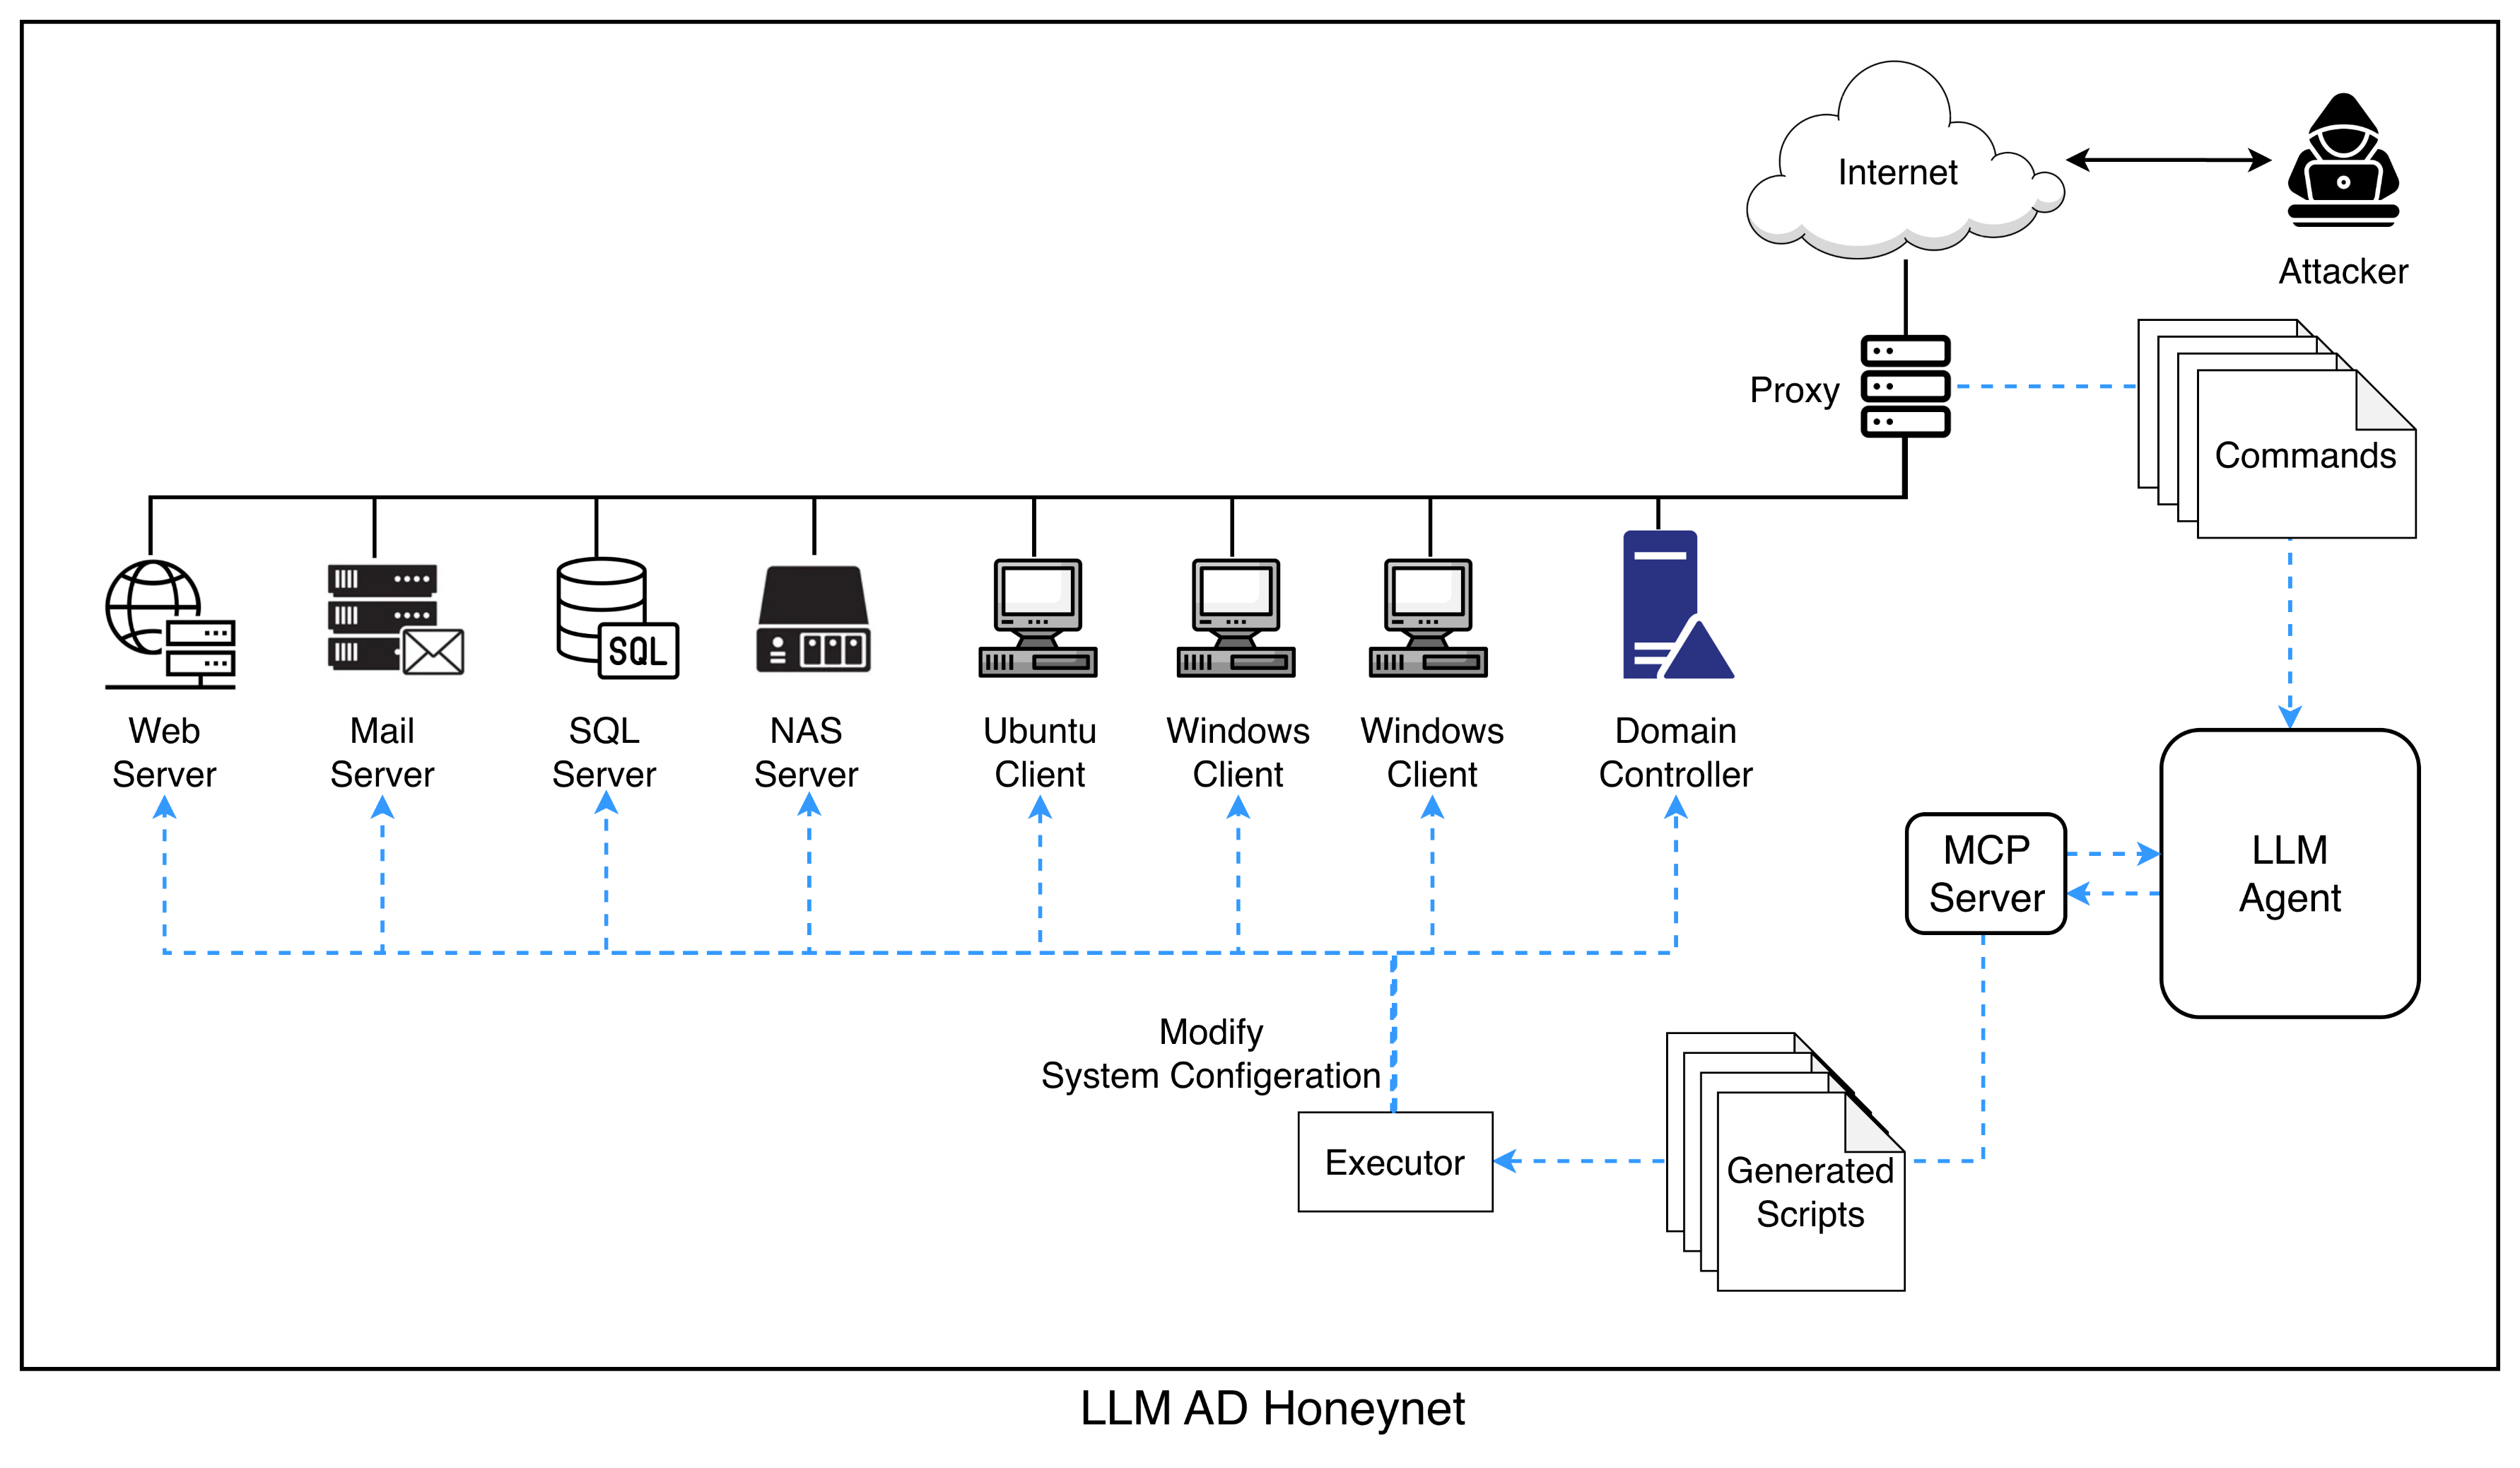 Internet
Attacker
Proxy
Commands
SQL
Web
Server
Mail
Server
SQL
Server
NAS
Server
Ubuntu
Client
Windows
Client
Windows
Client
Domain
Controller
MCP
Server
LLM
Agent
Modify
System Configeration
Executor
Generated
Scripts
LLM AD Honeynet